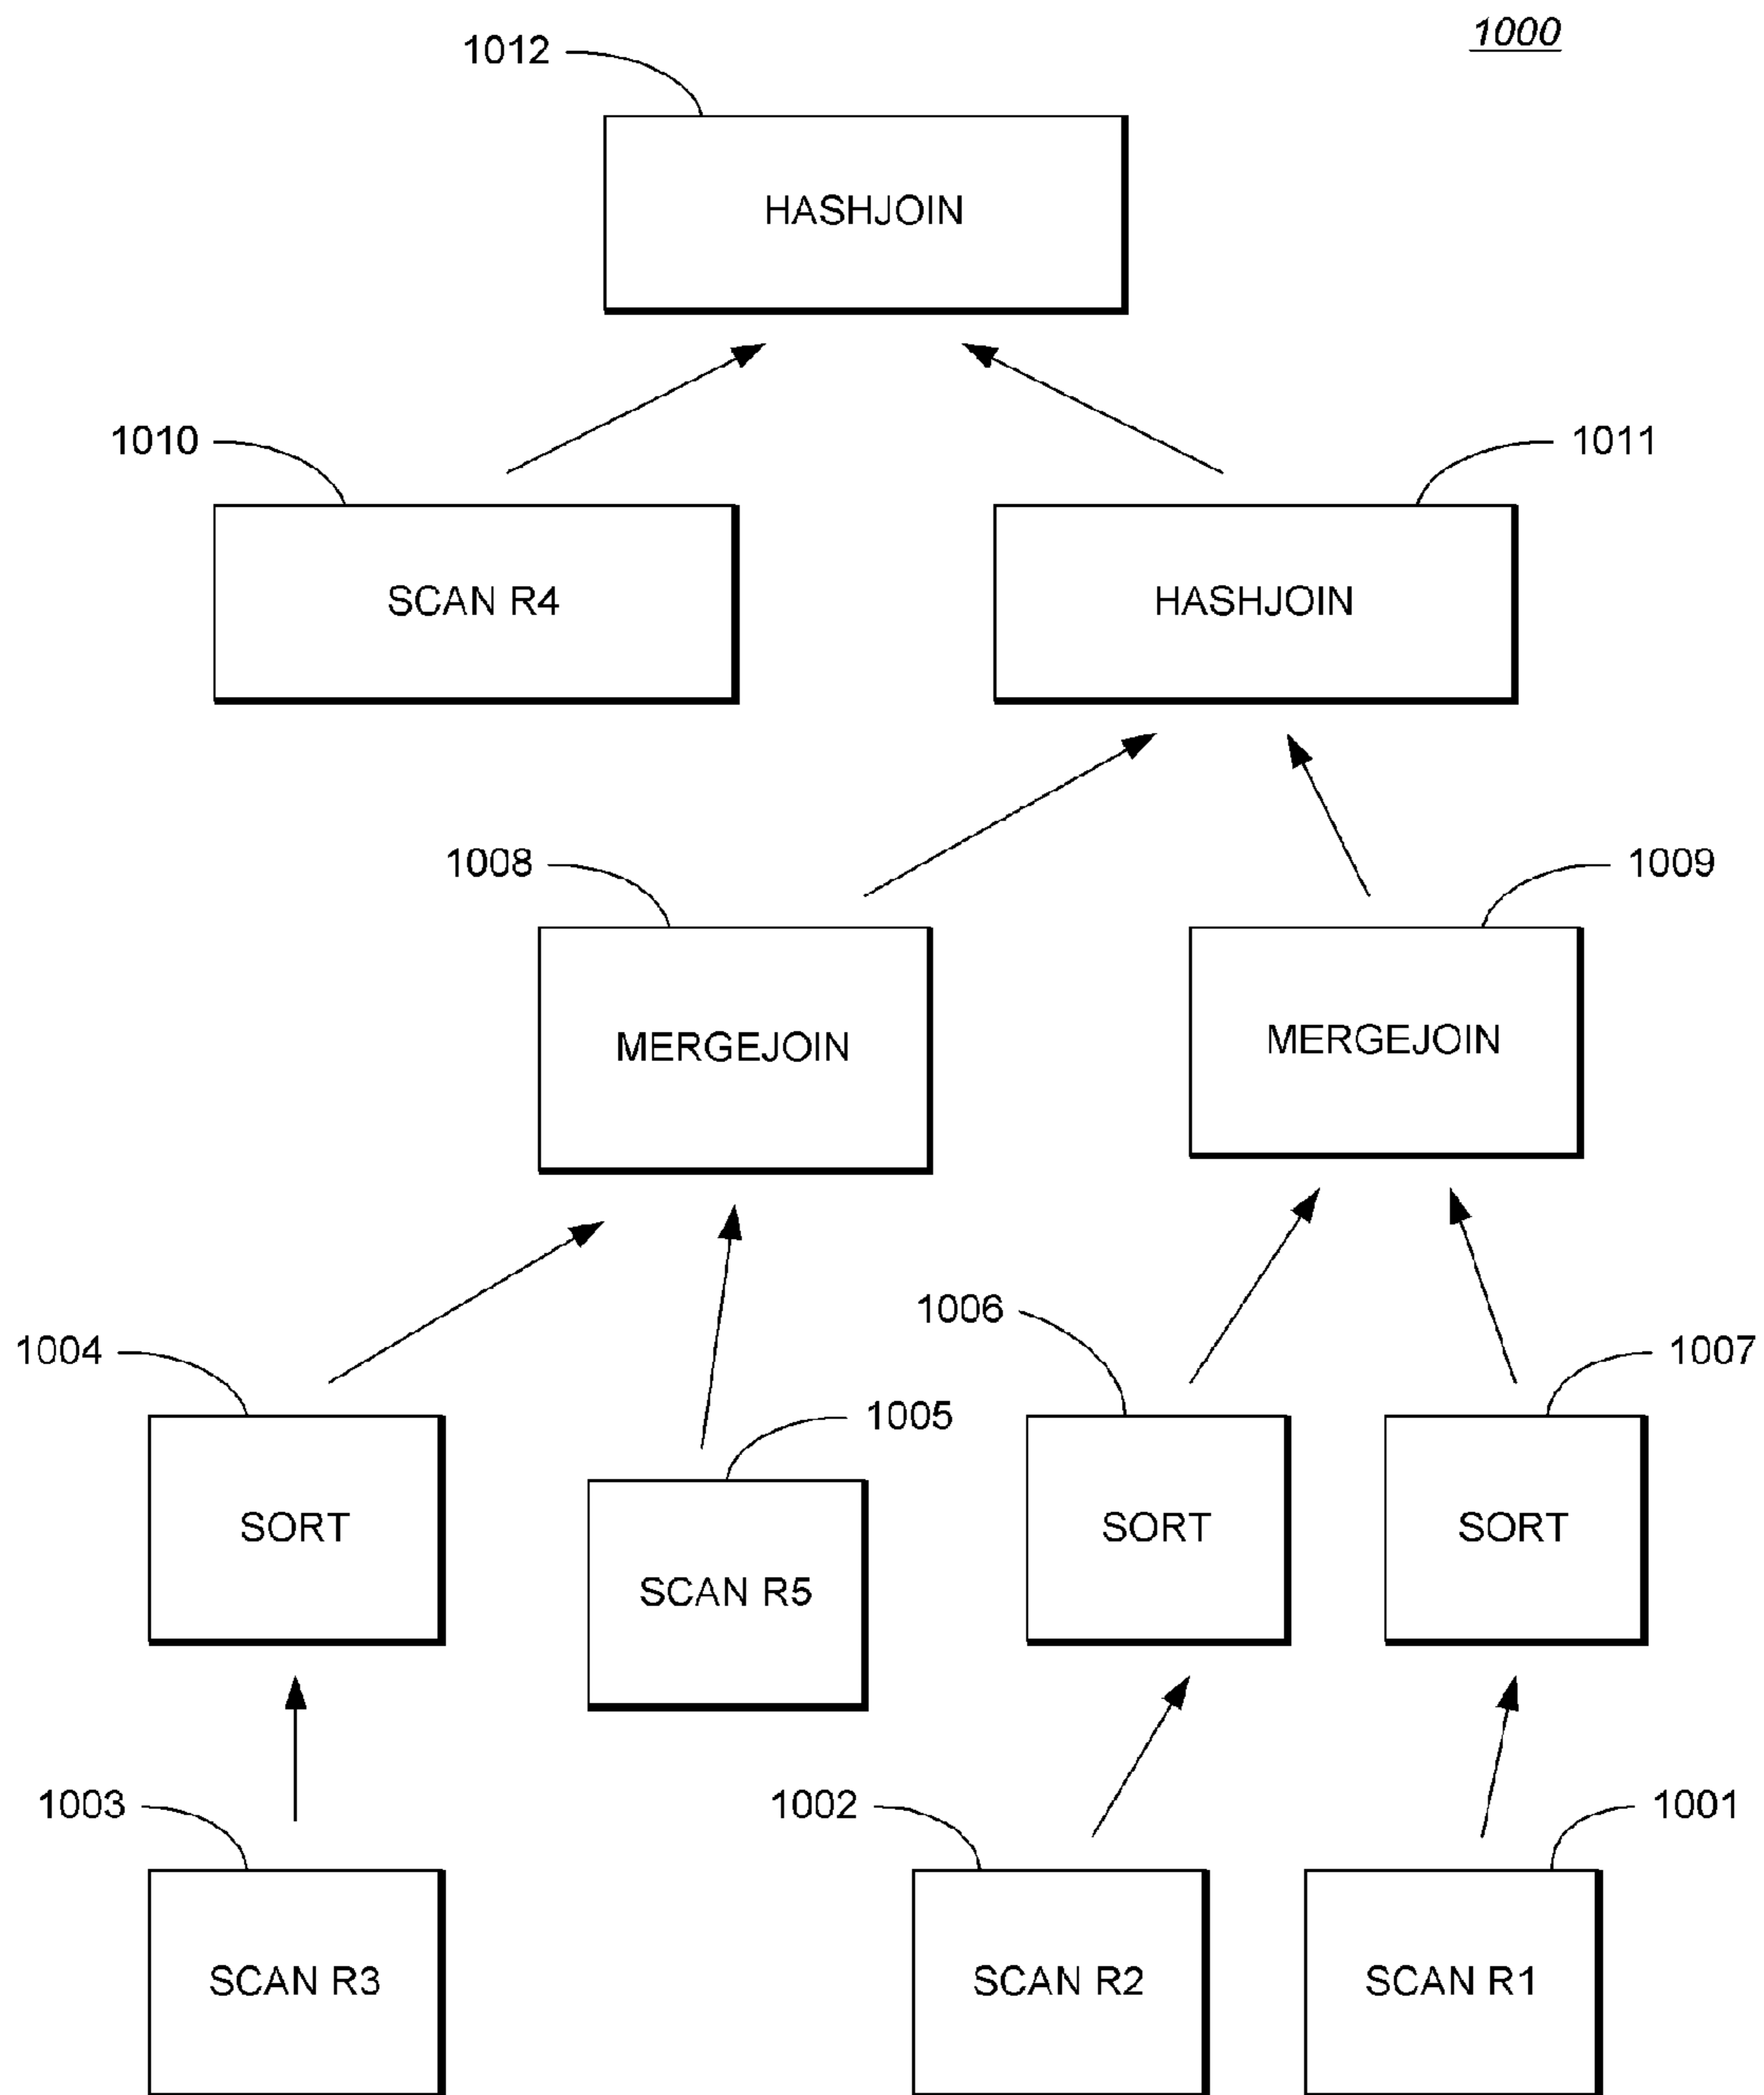 1000
1012
HASHJOIN
1010
1011
SCAN R4
HASHJOIN
1008
1009
MERGEJOIN
MERGEJOIN
1004
1006
1007
1005
SORT
SCAN R5
SORT
SORT
1003
1002
1001
SCAN R3
SCAN R2
SCAN R1